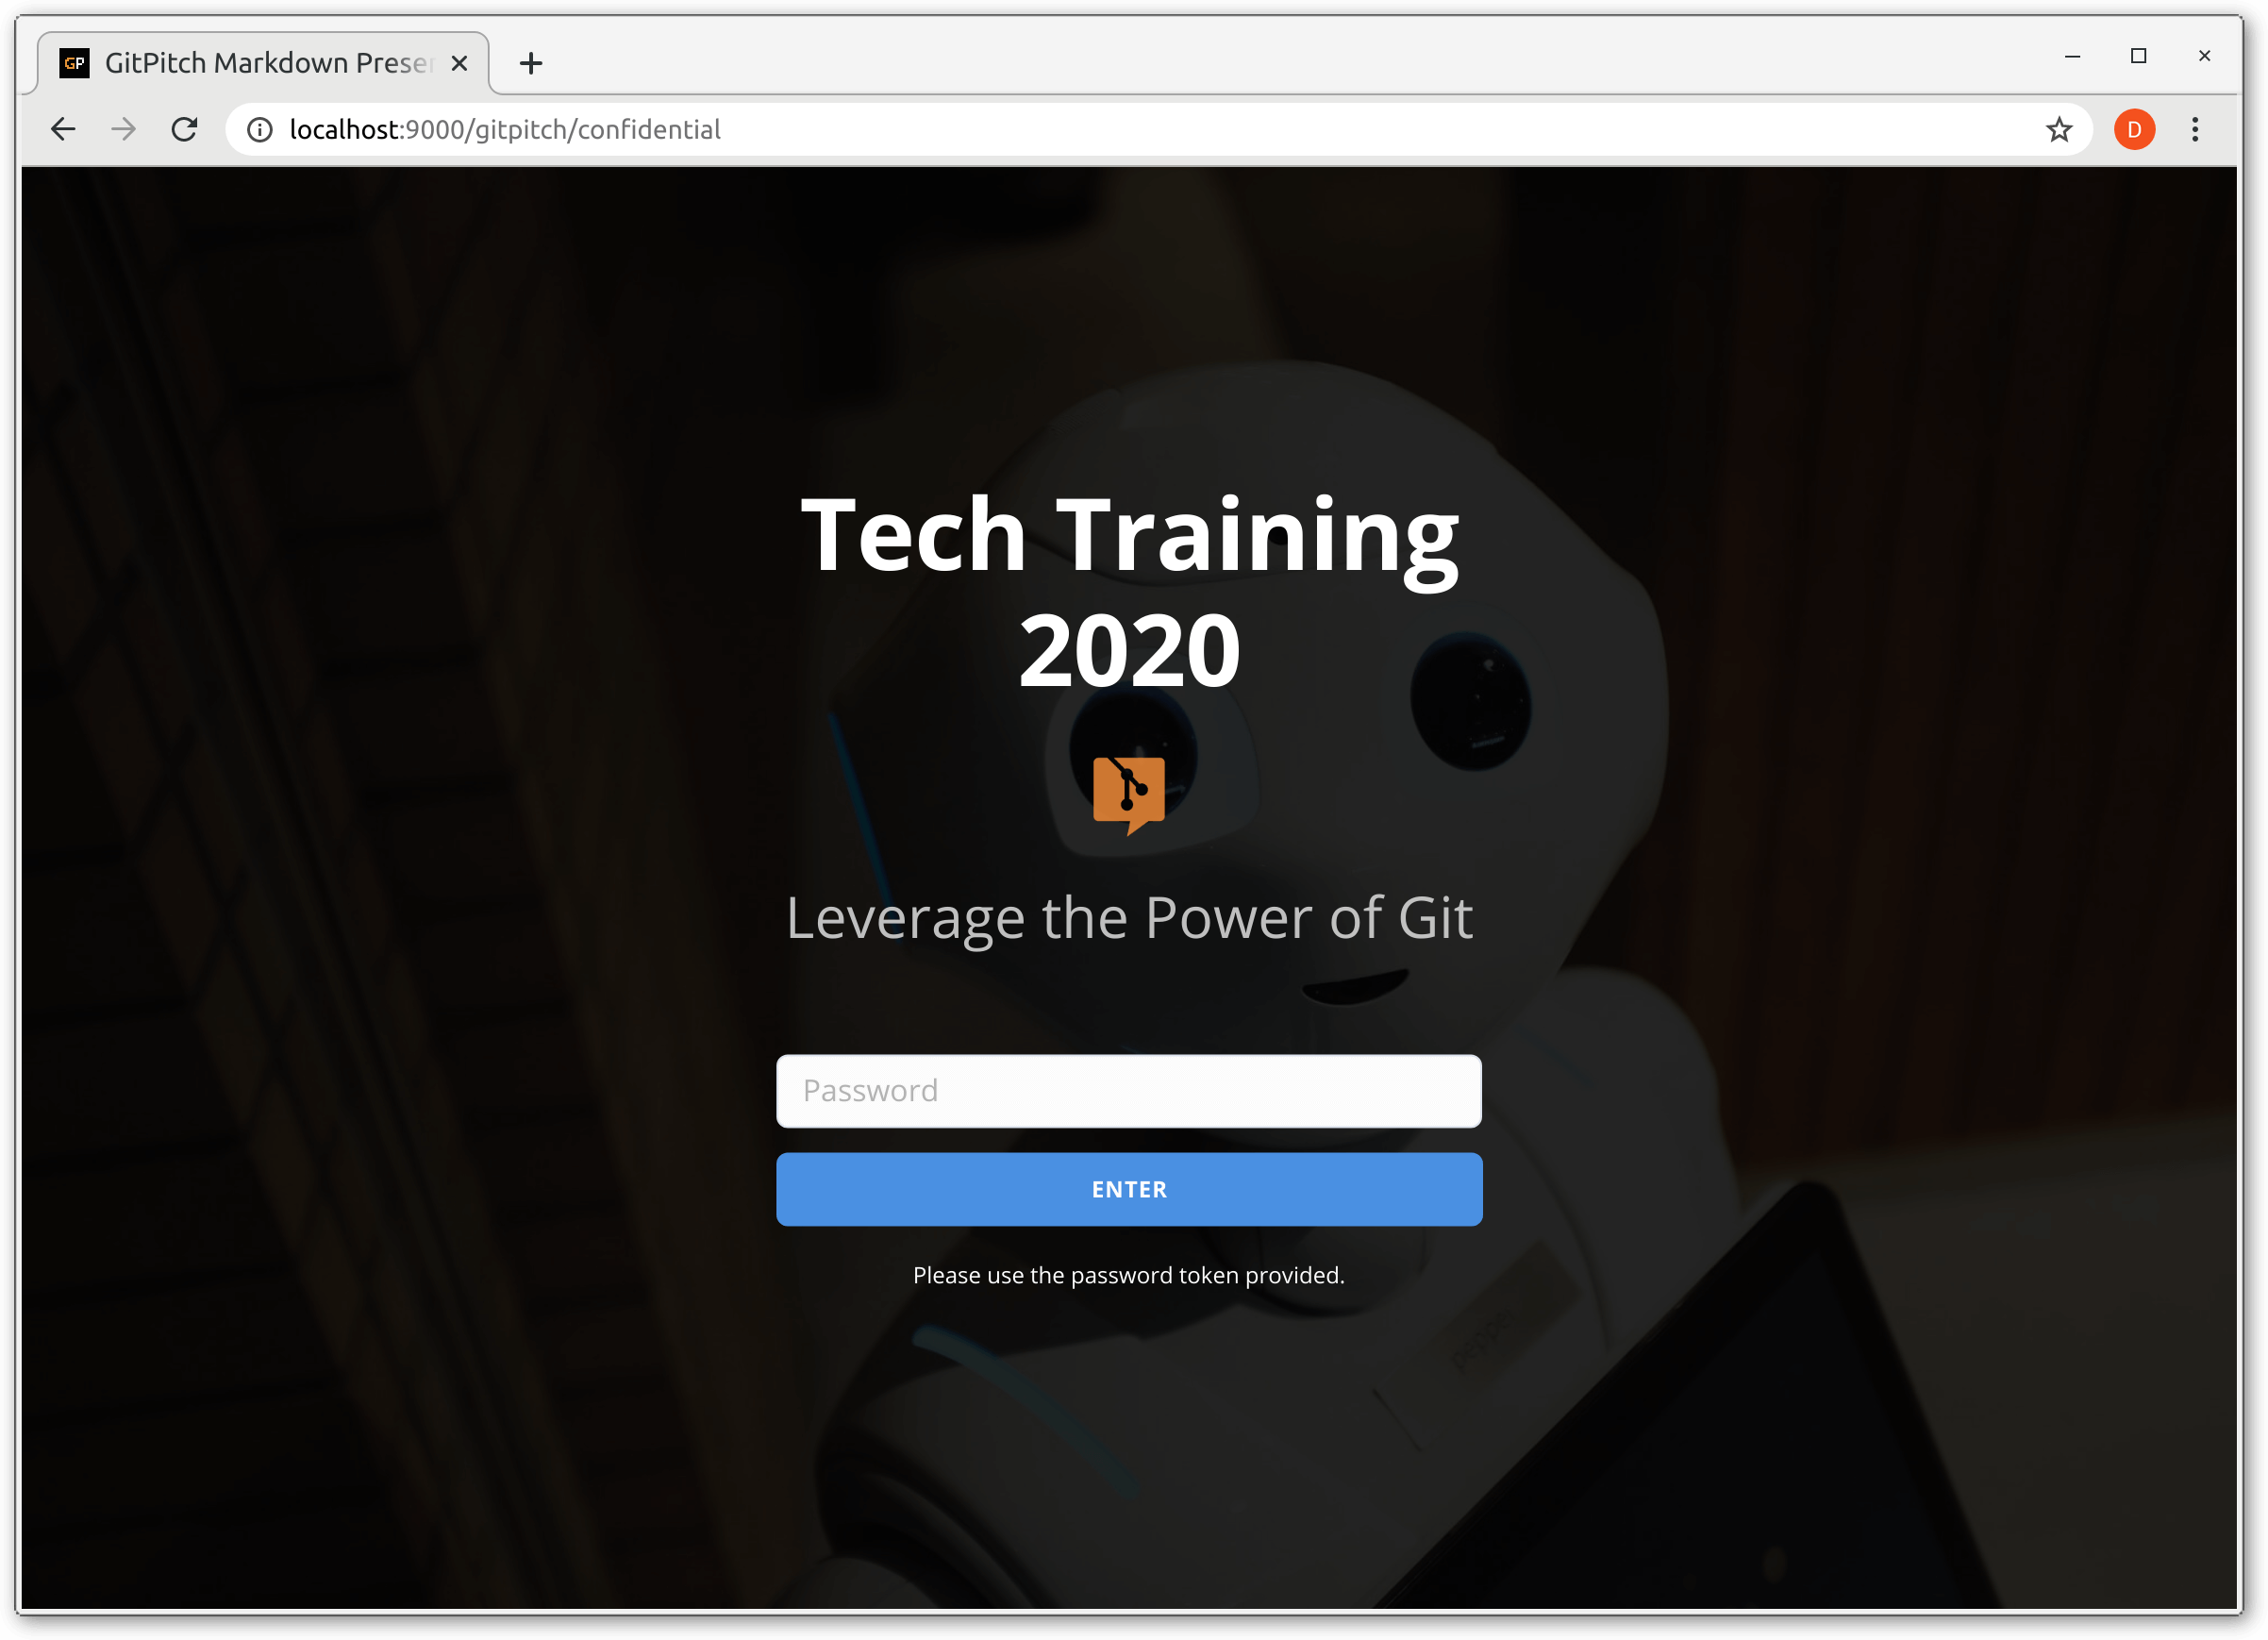 GP GitPitch Markdown Preser
localhost:9000/gitpitch/confidential
D
Tech Training
2020
Leverage the Power of Git
Password
ENTER
Please use the password token provided.